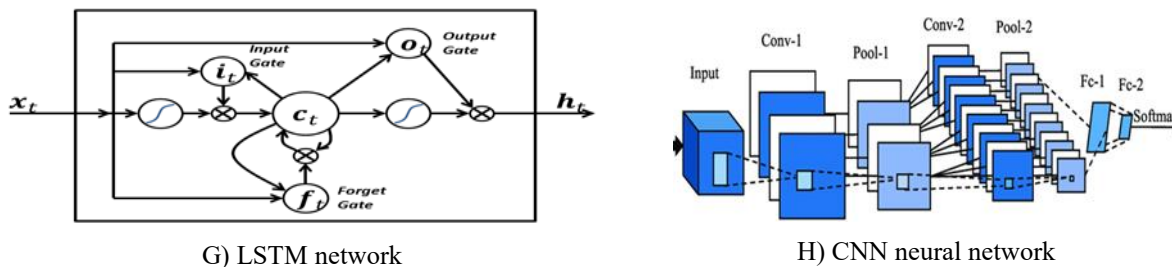 x_t
Input
Gate
i_t
o_t
Output
Gate
c_t
h_t
f_t
Forget
Gate
G) LSTM network
Input
Conv-1
Pool-1
Conv-2
Pool-2
Fc-1
Fc-2
Softma
H) CNN neural network